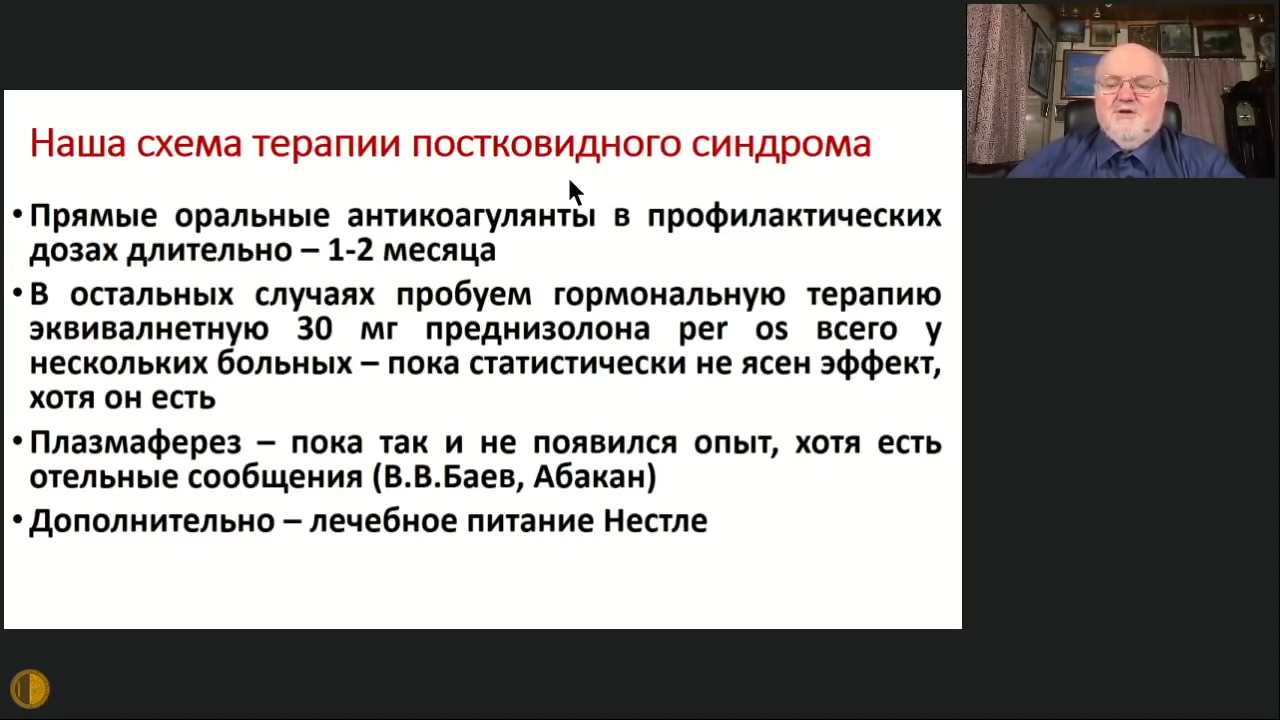 Наша схема терапии постковидного синдрома
• Прямые оральные антикоагулянты в профилактических
дозах длительно – 1-2 месяца
• В остальных случаях пробуем гормональную терапию
эквивалнетную 30 мг преднизолона per os всего у
нескольких больных – пока статистически не ясен эффект,
хотя он есть
• Плазмаферез – пока так и не появился опыт, хотя есть
отельные сообщения (В.В.Баев, Абакан)
• Дополнительно – лечебное питание Нестле